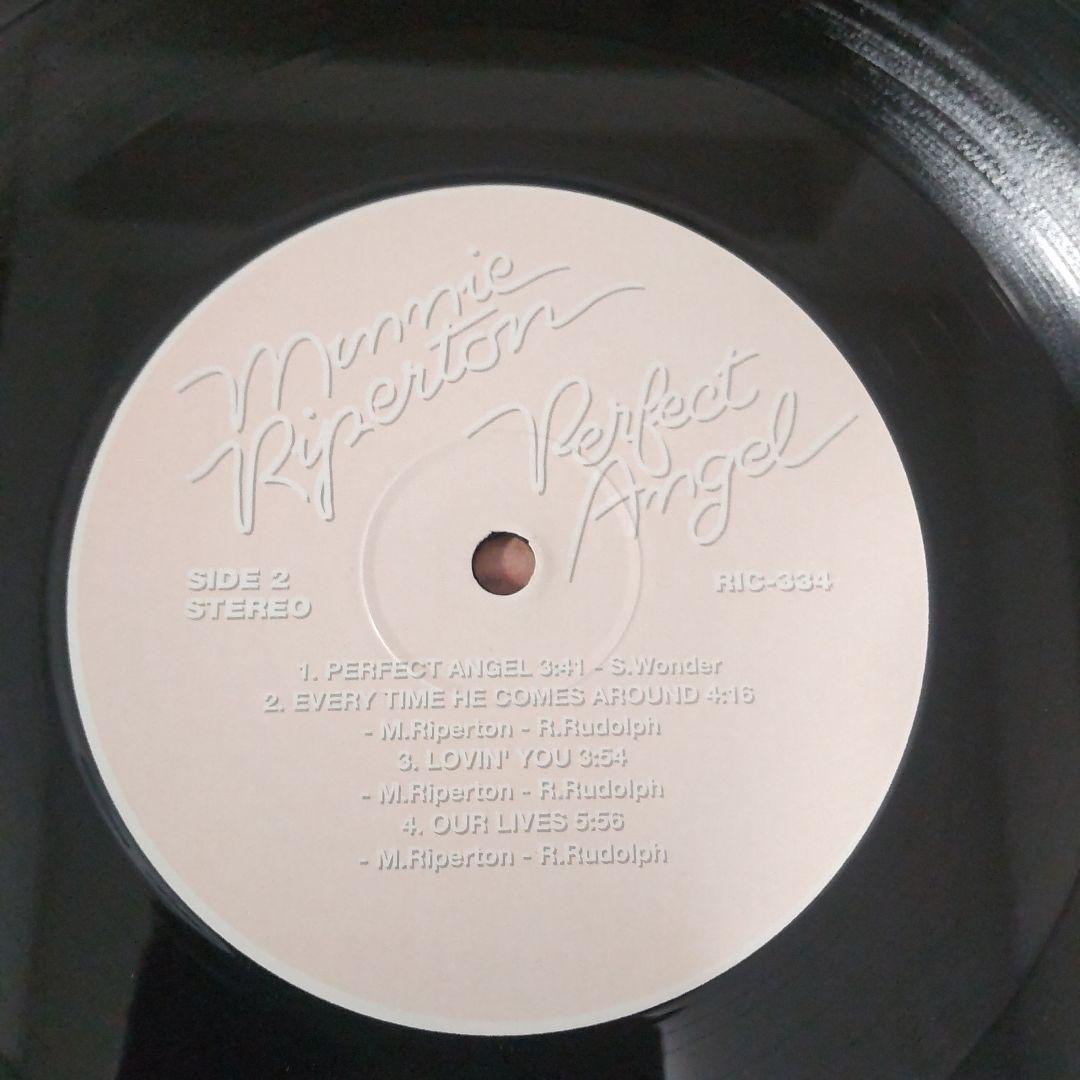 Minnie
Riperton
Perfect
Angel
SIDE 2
STEREO
RIC-334
1. PERFECT ANGEL 3:41 - S.Wonder
2. EVERY TIME HE COMES AROUND 4:16
- M.Riperton - R.Rudolph
3. LOVIN' YOU 3:54
- M.Riperton - R.Rudolph
4. OUR LIVES 5:56
- M.Riperton - R.Rudolph